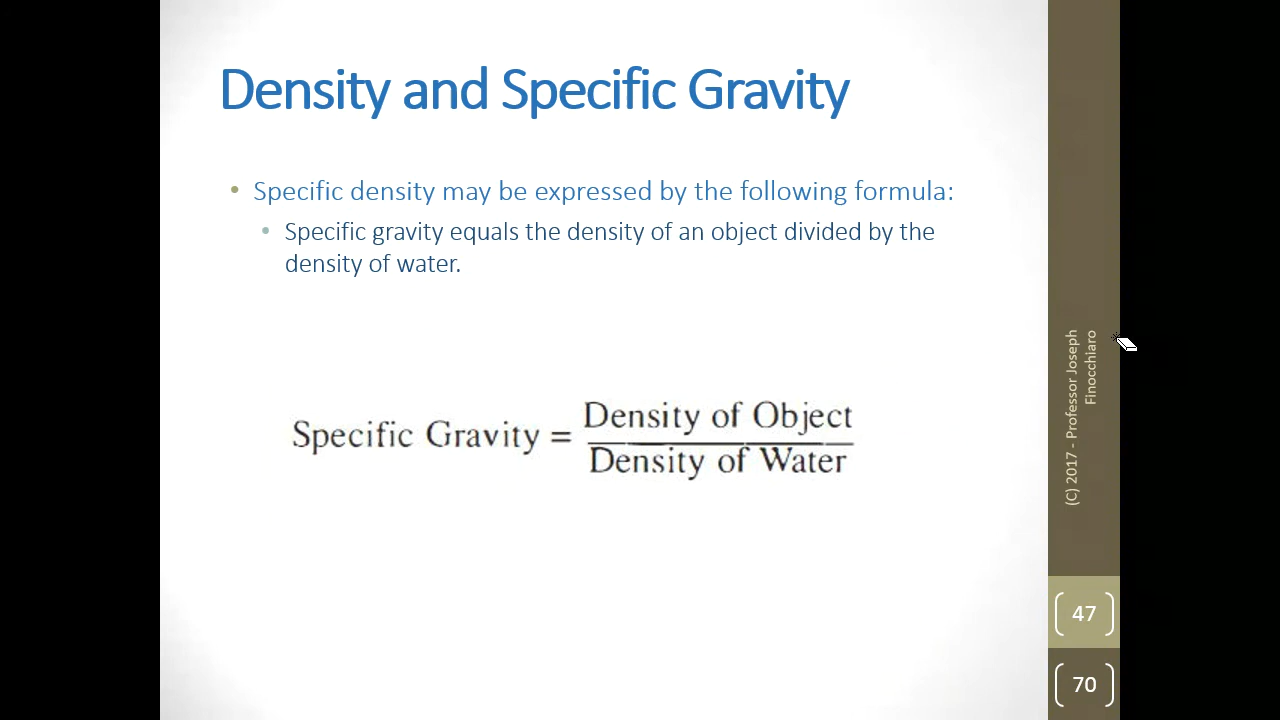 Density and Specific Gravity
• Specific density may be expressed by the following formula:
• Specific gravity equals the density of an object divided by the
density of water.
Specific Gravity = Density of Object
Density of Water
(C) 2017 - Professor Joseph
Finocchiaro
47
70